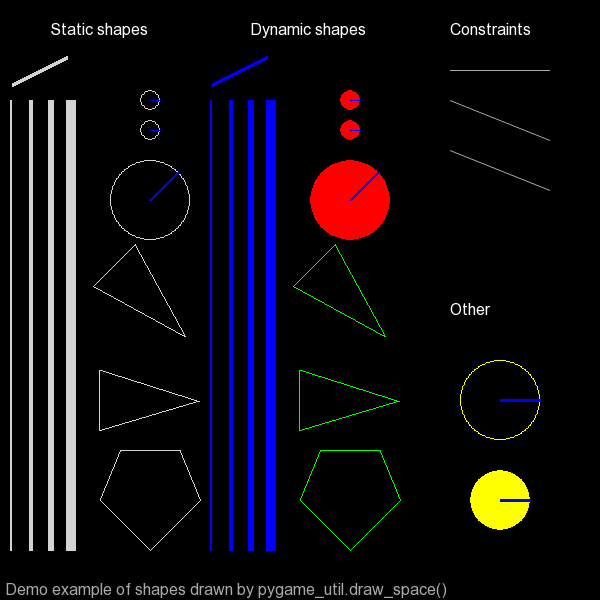 Static shapes
Dynamic shapes
Constraints
Other
Demo example of shapes drawn by pygame_util.draw_space()